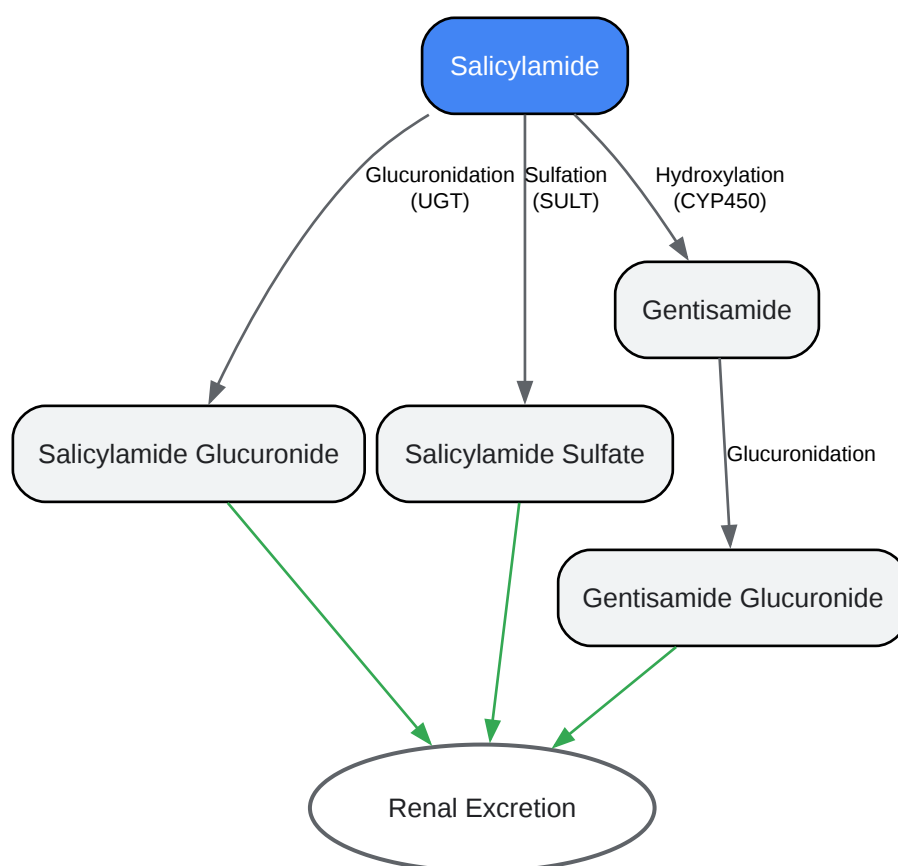 Salicylamide
Glucuronidation
(UGT)
Sulfation
(SULT)
Hydroxylation
(CYP450)
Gentisamide
Salicylamide Glucuronide
Salicylamide Sulfate
Glucuronidation
Gentisamide Glucuronide
Renal Excretion